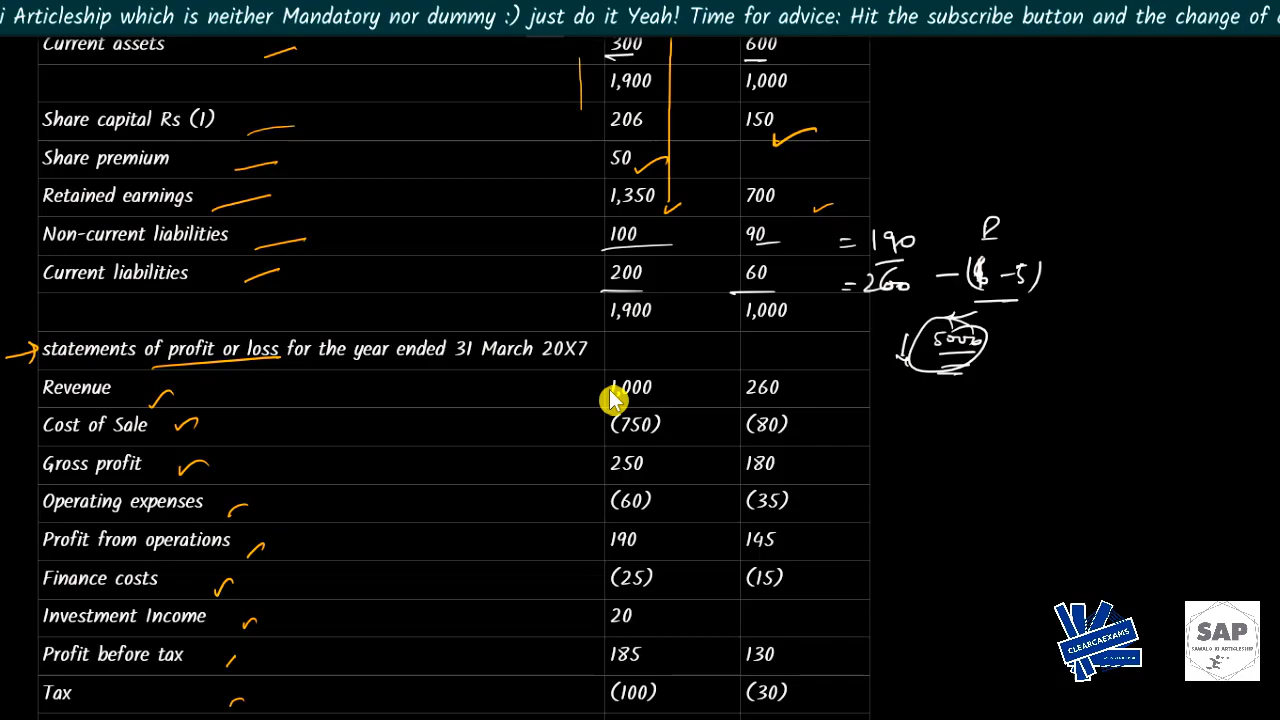 i Articleship which is neither Mandatory nor dummy :) just do it Yeah! Time for advice: Hit the subscribe button and the change of
Current assets 300 600
1,900 1,000
Share capital Rs (1) 206 150
Share premium 50
Retained earnings 1,350 700
Non-current liabilities 100 90 = 190 P
Current liabilities 200 60 = 260 - ( -5)
1,900 1,000
statements of profit or loss for the year ended 31 March 20X7
Revenue 1,000 260
Cost of Sale (750) (80)
Gross profit 250 180
Operating expenses (60) (35)
Profit from operations 190 145
Finance costs (25) (15)
Investment Income 20
Profit before tax 185 130
Tax (100) (30)
CLEARCAEXAMS
SAP
SAWAAL KI ARTICLESHIP